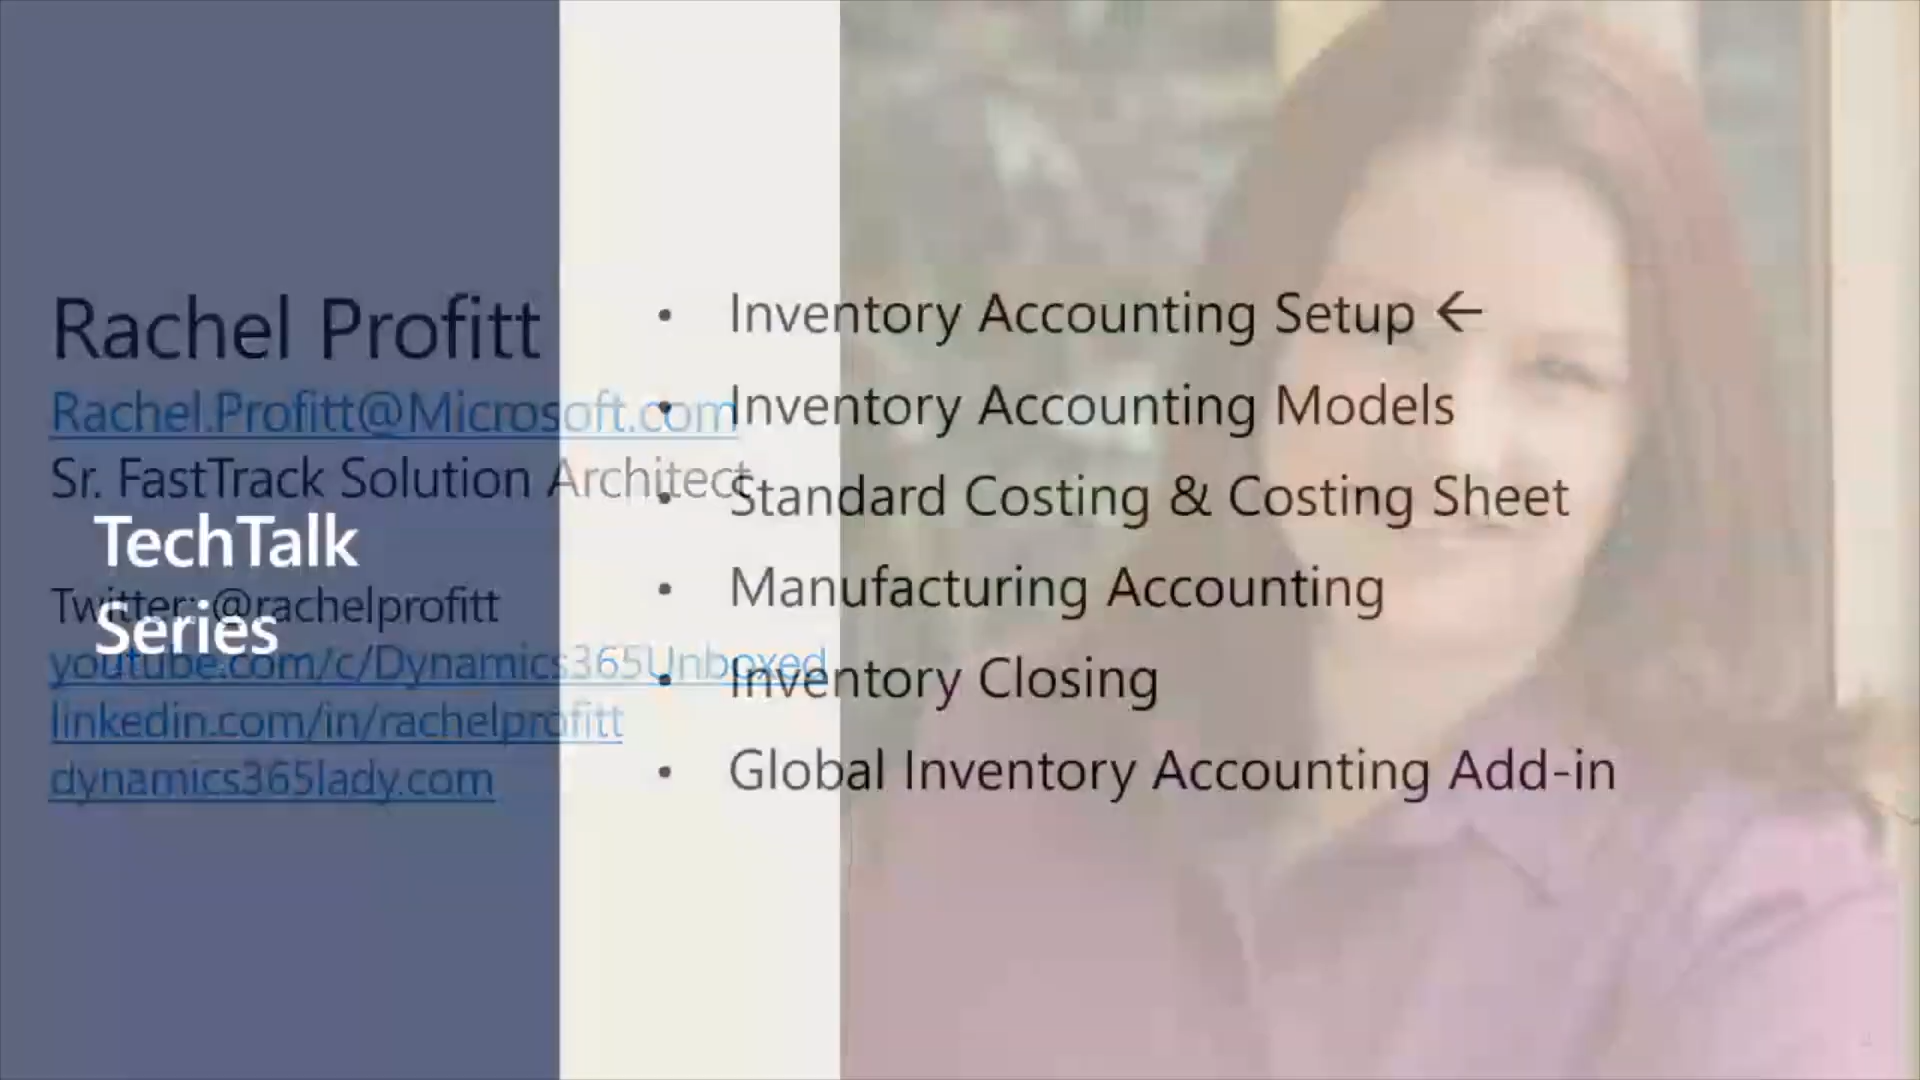 Rachel Profitt
Rachel.Profitt@Microsoft.com
Sr. FastTrack Solution Architect
Twitter: @rachelprofitt
youtube.com/c/Dynamics365Unboxed
linkedin.com/in/rachelprofitt
dynamics365lady.com
TechTalk
Series
• Inventory Accounting Setup ←
• Inventory Accounting Models
• Standard Costing & Costing Sheet
• Manufacturing Accounting
• Inventory Closing
• Global Inventory Accounting Add-in